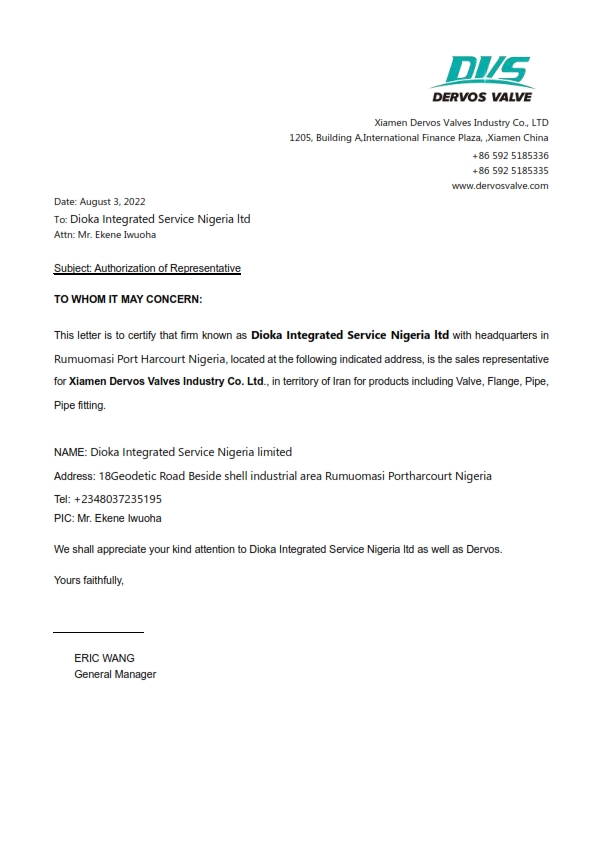 DVS
DERVOS VALVE
Xiamen Dervos Valves Industry Co., LTD
1205, Building A,International Finance Plaza, ,Xiamen China
+86 592 5185336
+86 592 5185335
www.dervosvalve.com
Date: August 3, 2022
To: Dioka Integrated Service Nigeria ltd
Attn: Mr. Ekene Iwuoha
Subject: Authorization of Representative
TO WHOM IT MAY CONCERN:
This letter is to certify that firm known as Dioka Integrated Service Nigeria ltd with headquarters in
Rumuomasi Port Harcourt Nigeria, located at the following indicated address, is the sales representative
for Xiamen Dervos Valves Industry Co. Ltd., in territory of Iran for products including Valve, Flange, Pipe,
Pipe fitting.
NAME: Dioka Integrated Service Nigeria limited
Address: 18Geodetic Road Beside shell industrial area Rumuomasi Portharcourt Nigeria
Tel: +2348037235195
PIC: Mr. Ekene Iwuoha
We shall appreciate your kind attention to Dioka Integrated Service Nigeria ltd as well as Dervos.
Yours faithfully,
ERIC WANG
General Manager